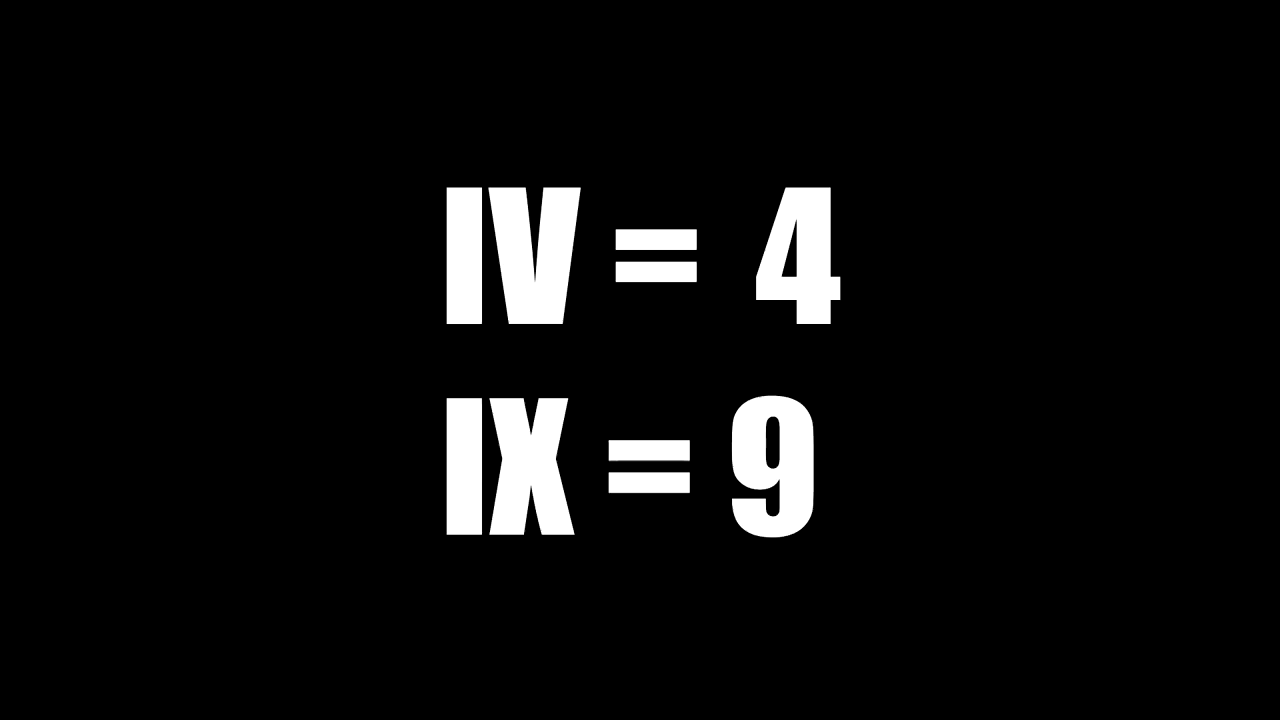 IV = 4
IX = 9